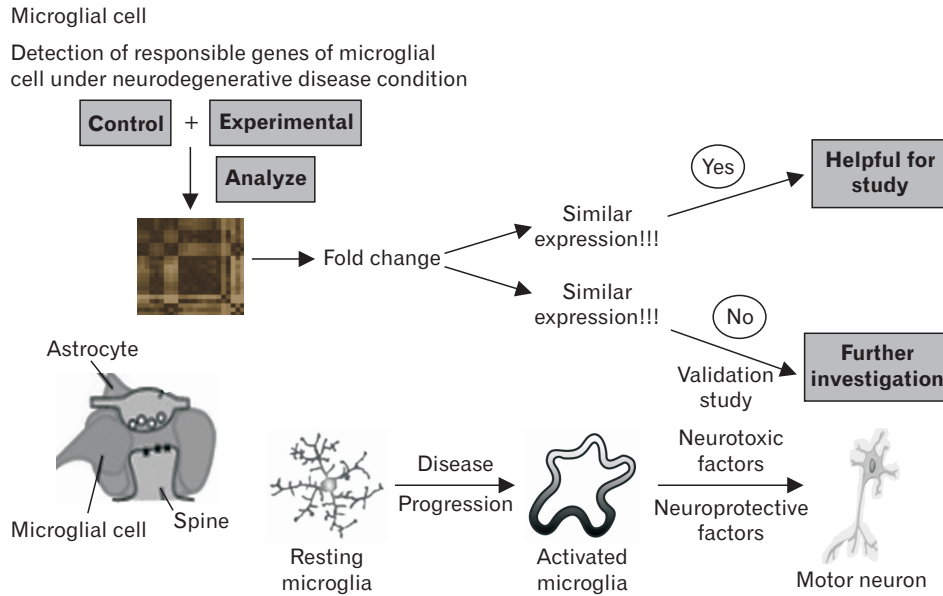 Microglial cell
Detection of responsible genes of microglial
cell under neurodegenerative disease condition
Control + Experimental
Analyze
Fold change
Similar
expression!!!
Yes
Helpful for
study
Similar
expression!!!
No
Validation
study
Further
investigation
Astrocyte
Microglial cell
Spine
Resting
microglia
Disease
Progression
Activated
microglia
Neurotoxic
factors
Neuroprotective
factors
Motor neuron